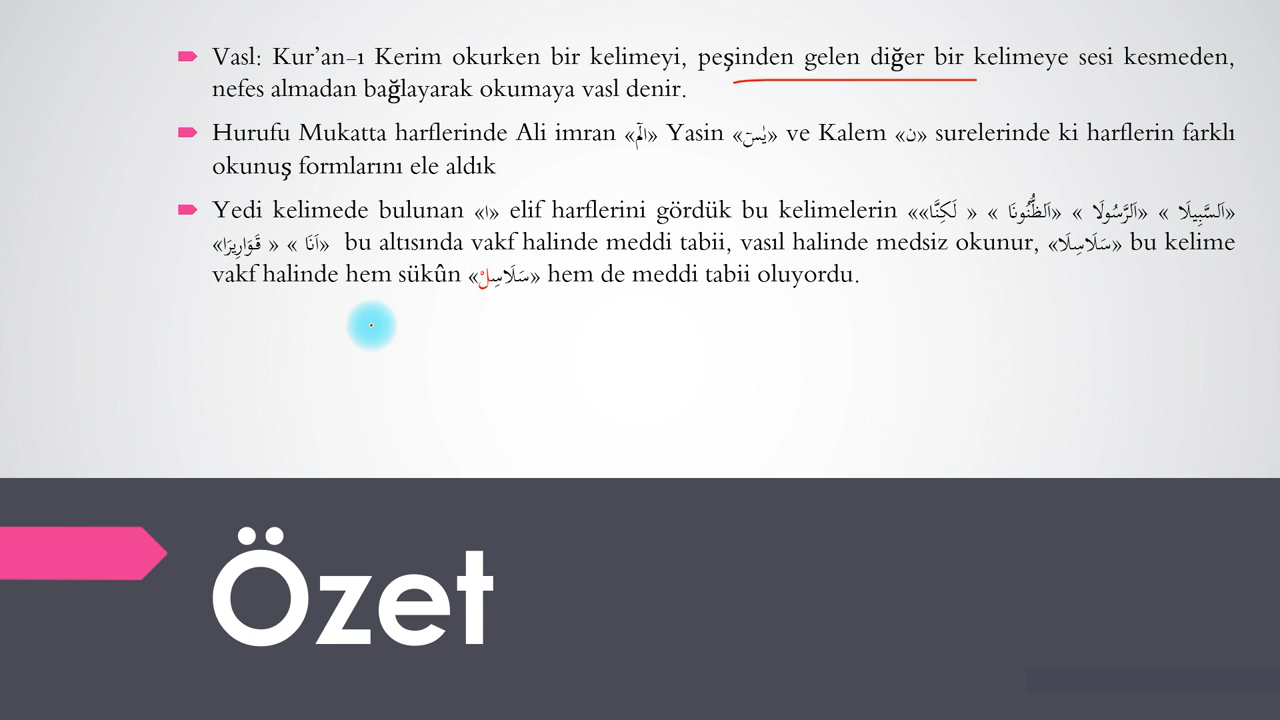 Vasl: Kur’an-ı Kerim okurken bir kelimeyi, peşinden gelen diğer bir kelimeye sesi kesmeden,
nefes almadan bağlayarak okumaya vasl denir.
Hurufu Mukatta harflerinde Ali imran «الٓمٓ» Yasin «يٰسٓ» ve Kalem «ن» surelerinde ki harflerin farklı
okunuş formlarını ele aldık
Yedi kelimede bulunan «ا» elif harflerini gördük bu kelimelerin ««لَكِنَّا » « اَلظُّنُونَا» « اَلرَّسُولَا» « اَلسَّبِيلَا»
«قَوَارِيرَا » « اَنَا» bu altısında vakf halinde meddi tabii, vasıl halinde medsiz okunur, «سَلَاسِلَا» bu kelime
vakf halinde hem sükûn «سَلَاسِلْ» hem de meddi tabii oluyordu.
Özet